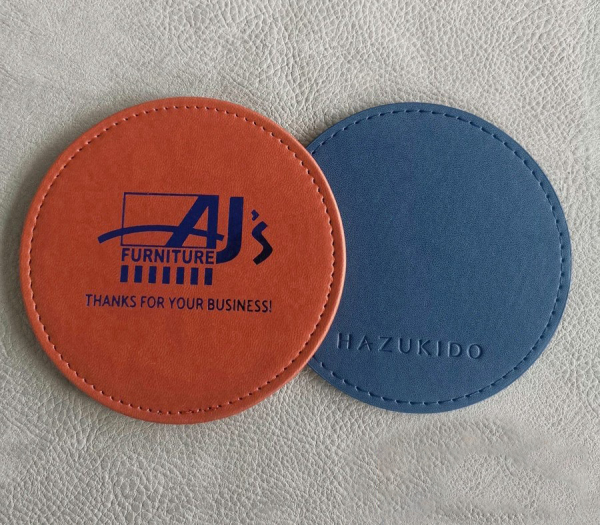 AJ's
FURNITURE
THANKS FOR YOUR BUSINESS!
HAZUKIDO